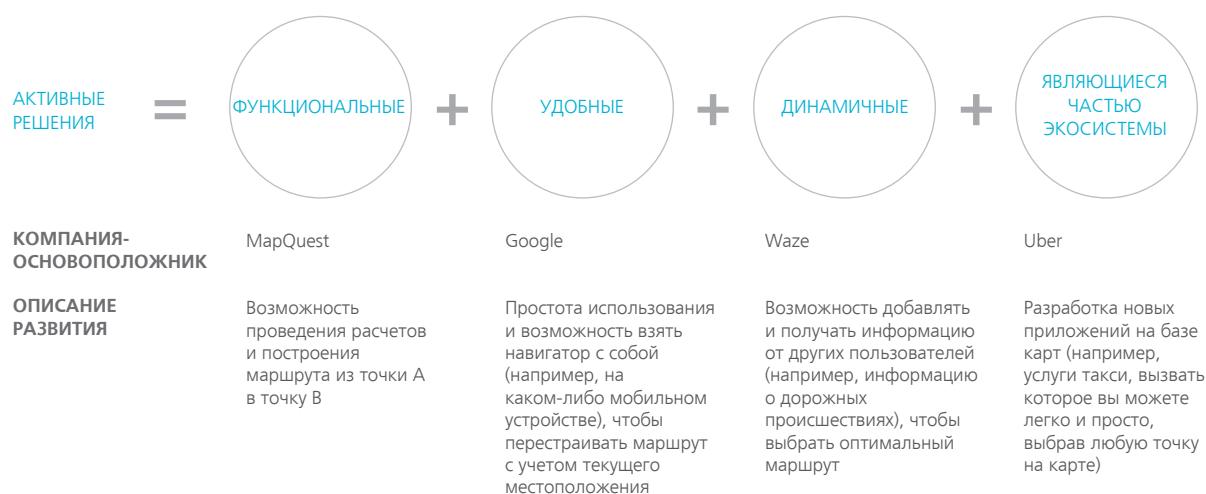 АКТИВНЫЕ
РЕШЕНИЯ
=
ФУНКЦИОНАЛЬНЫЕ
+
УДОБНЫЕ
+
ДИНАМИЧНЫЕ
+
ЯВЛЯЮЩИЕСЯ
ЧАСТЬЮ
ЭКОСИСТЕМЫ
КОМПАНИЯ-
ОСНОВОПОЛОЖНИК
MapQuest
Google
Waze
Uber
ОПИСАНИЕ
РАЗВИТИЯ
Возможность
проведения расчетов
и построения
маршрута из точки А
в точку В
Простота использования
и возможность взять
навигатор с собой
(например, на
каком-либо мобильном
устройстве), чтобы
перестраивать маршрут
с учетом текущего
местоположения
Возможность добавлять
и получать информацию
от других пользователей
(например, информацию
о дорожных
происшествиях), чтобы
выбрать оптимальный
маршрут
Разработка новых
приложений на базе
карт (например,
услуги такси, вызвать
которое вы можете
легко и просто,
выбрав любую точку
на карте)